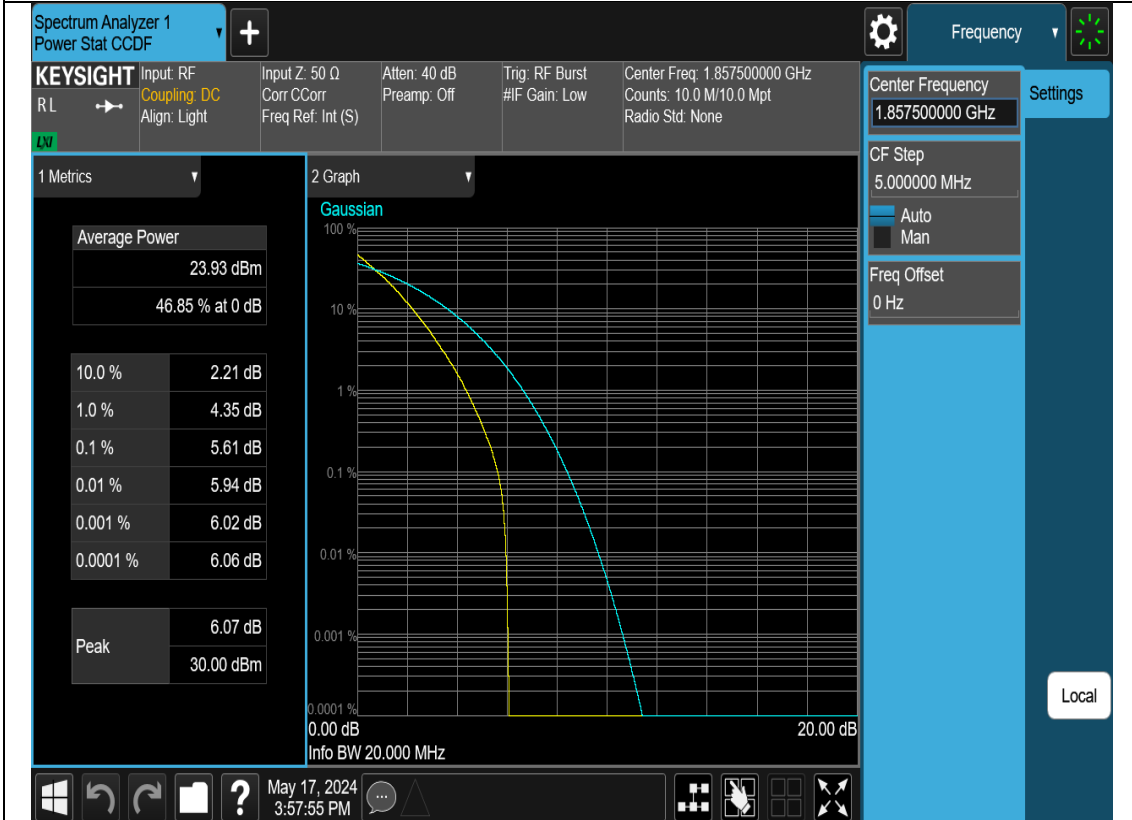 Spectrum Analyzer 1
Power Stat CCDF
Frequency
KEYSIGHT
RL
LXI
Input: RF
Coupling: DC
Align: Light
Input Z: 50 Ω
Corr CCorr
Freq Ref: Int (S)
Atten: 40 dB
Preamp: Off
Trig: RF Burst
#IF Gain: Low
Center Freq: 1.857500000 GHz
Counts: 10.0 M/10.0 Mpt
Radio Std: None
Center Frequency
1.857500000 GHz
Settings
CF Step
5.000000 MHz
Auto
Man
Freq Offset
0 Hz
1 Metrics
Average Power
23.93 dBm
46.85 % at 0 dB
10.0 % 2.21 dB
1.0 % 4.35 dB
0.1 % 5.61 dB
0.01 % 5.94 dB
0.001 % 6.02 dB
0.0001 % 6.06 dB
Peak 6.07 dB
30.00 dBm
2 Graph
Gaussian
100 %
10 %
1 %
0.1 %
0.01 %
0.001 %
0.0001 %
0.00 dB 20.00 dB
Info BW 20.000 MHz
Local
?
May 17, 2024
3:57:55 PM